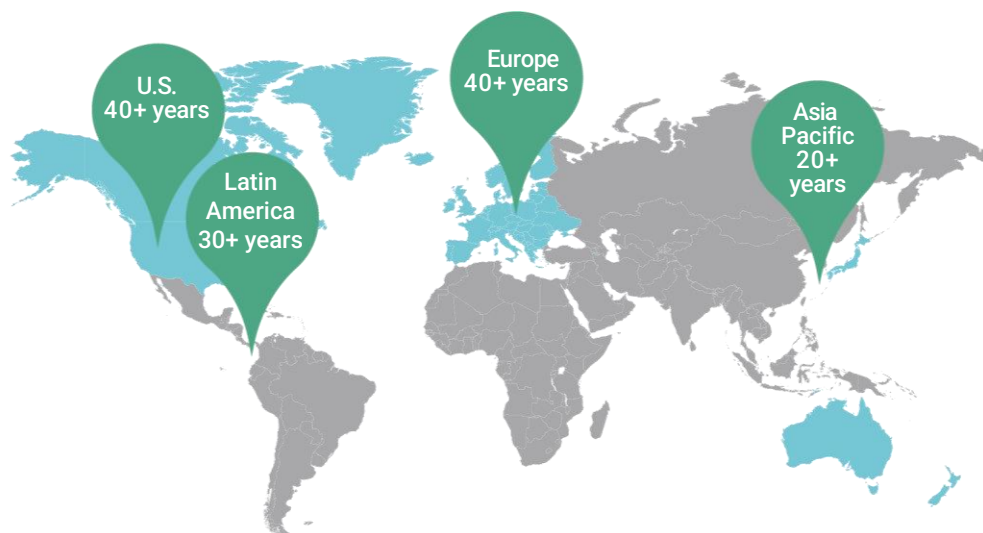 U.S.
40+ years
Latin
America
30+ years
Europe
40+ years
Asia
Pacific
20+
years